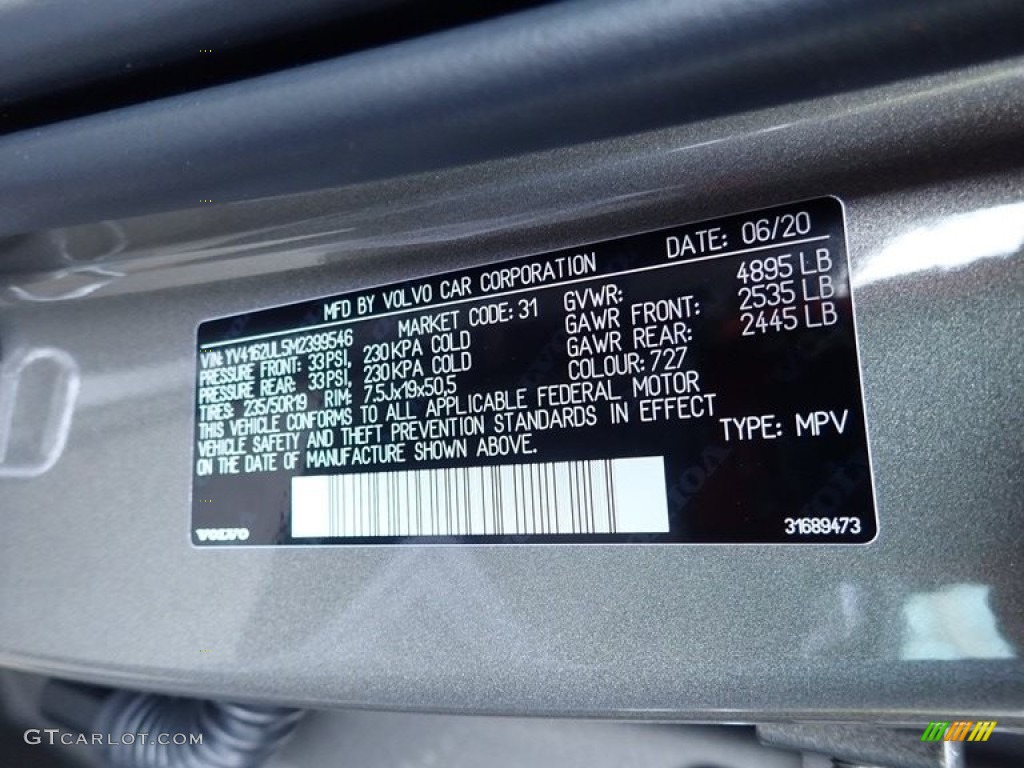 MFD BY VOLVO CAR CORPORATION DATE: 06/20
VIN: YV4162UL5M2399546 MARKET CODE: 31 GVWR: 4895 LB
PRESSURE FRONT: 33PSI, 230KPA COLD GAWR FRONT: 2535 LB
PRESSURE REAR: 33PSI, 230KPA COLD GAWR REAR: 2445 LB
TIRES: 235/50R19 RIM: 7.5Jx19x50,5 COLOUR: 727
THIS VEHICLE CONFORMS TO ALL APPLICABLE FEDERAL MOTOR
VEHICLE SAFETY AND THEFT PREVENTION STANDARDS IN EFFECT
ON THE DATE OF MANUFACTURE SHOWN ABOVE. TYPE: MPV
VOLVO 31689473
GTCARLOT.COM